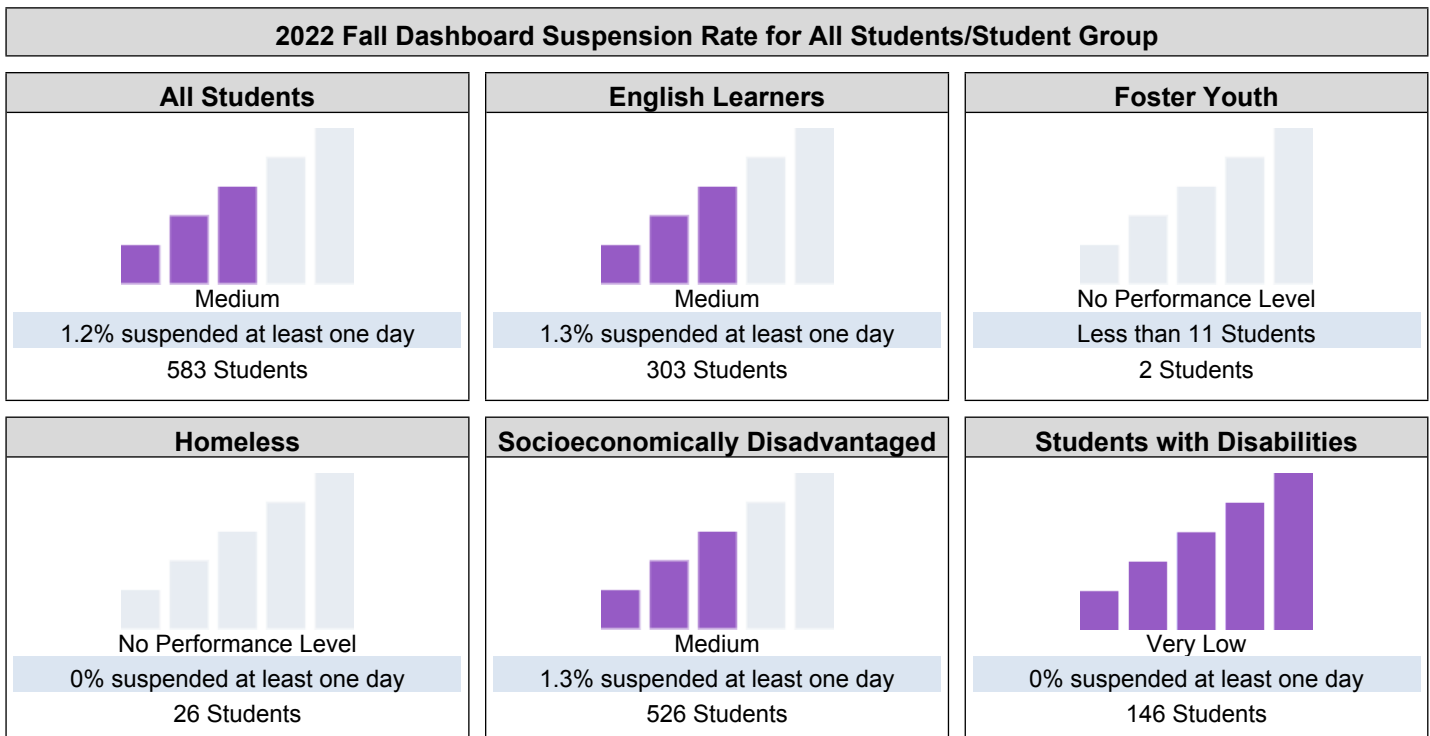 2022 Fall Dashboard Suspension Rate for All Students/Student Group
All Students
Medium
1.2% suspended at least one day
583 Students
English Learners
Medium
1.3% suspended at least one day
303 Students
Foster Youth
No Performance Level
Less than 11 Students
2 Students
Homeless
No Performance Level
0% suspended at least one day
26 Students
Socioeconomically Disadvantaged
Medium
1.3% suspended at least one day
526 Students
Students with Disabilities
Very Low
0% suspended at least one day
146 Students